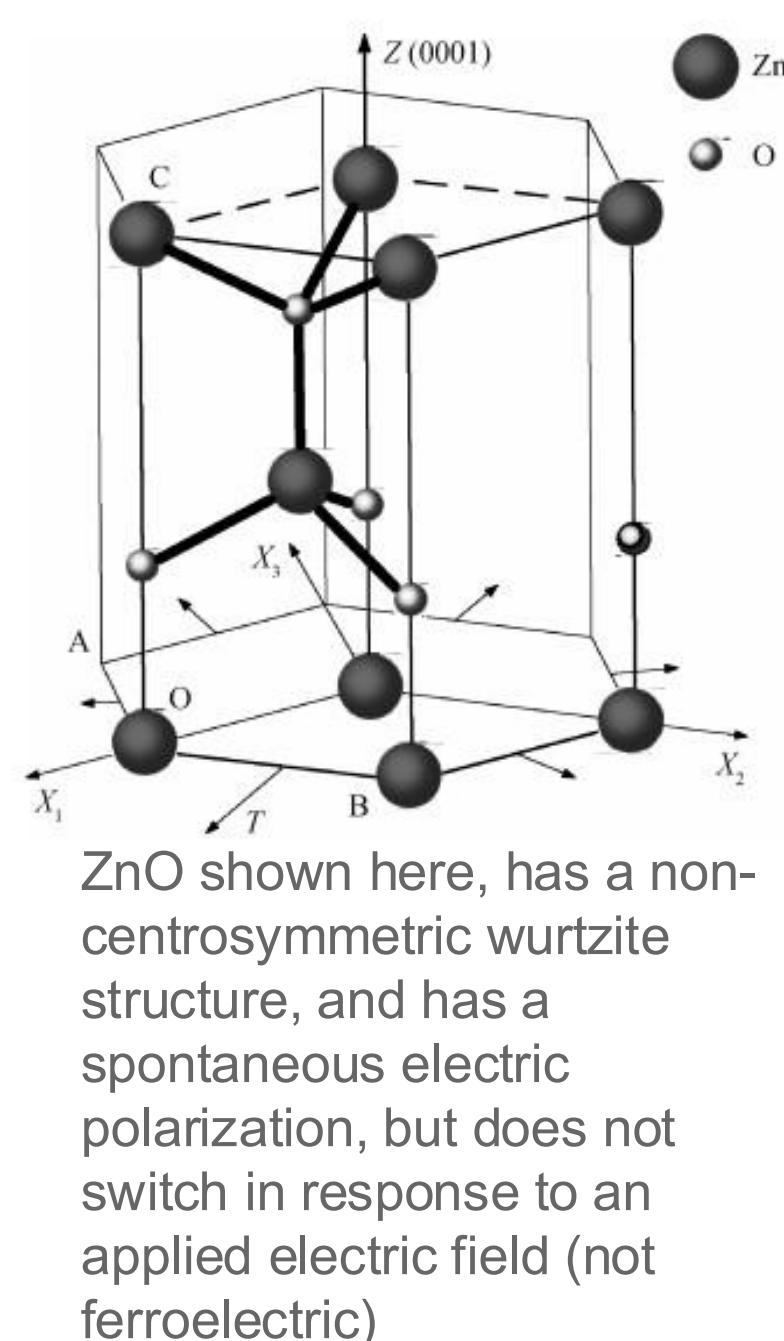 Z (0001)
Zn
O
C
X₃
A
O
X₁
T
B
X₂
ZnO shown here, has a non-
centrosymmetric wurtzite
structure, and has a
spontaneous electric
polarization, but does not
switch in response to an
applied electric field (not
ferroelectric)